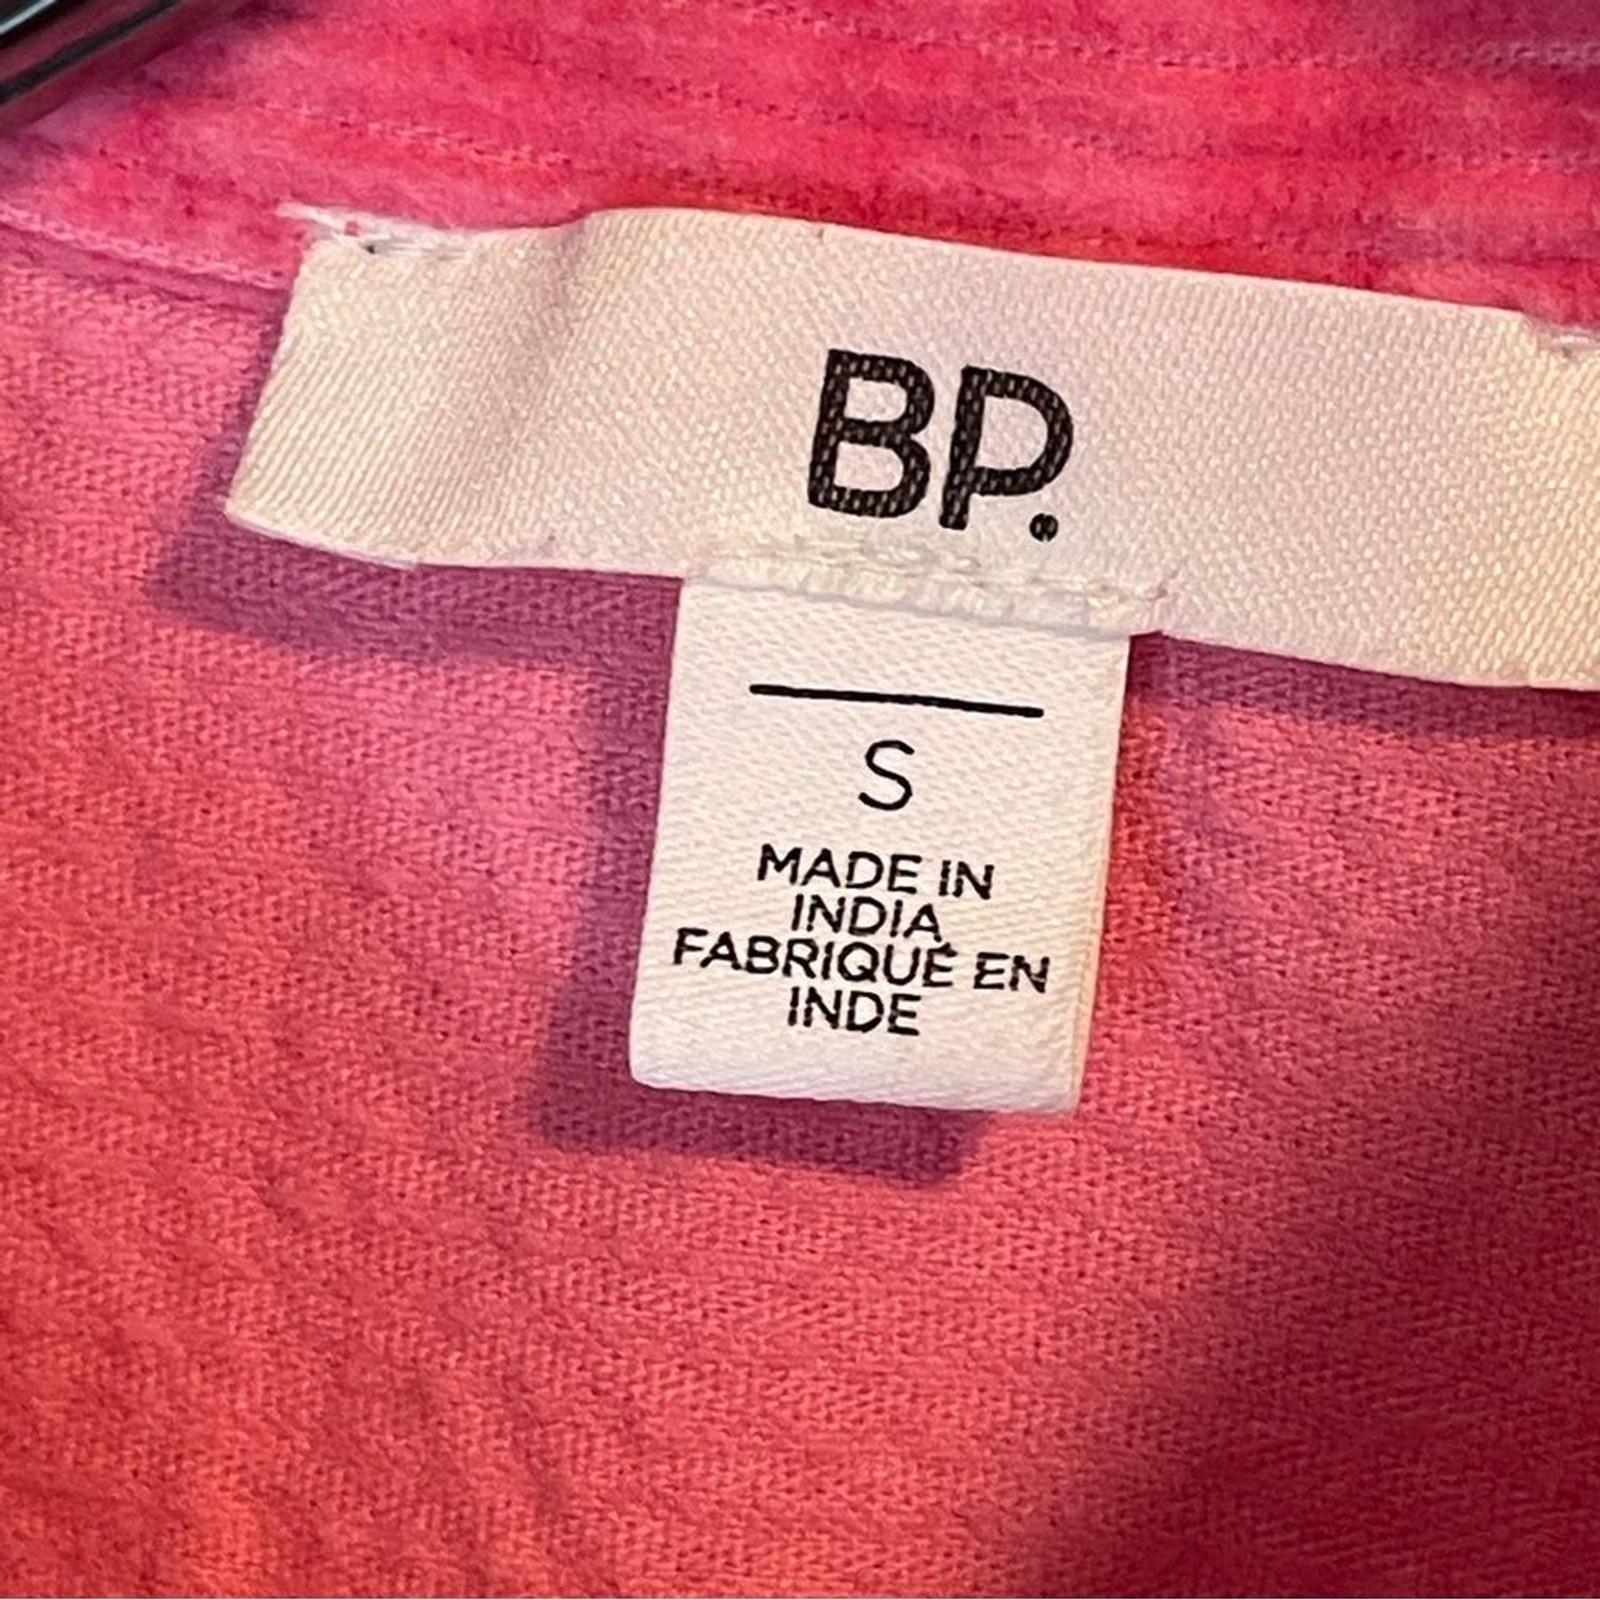 BP.
S
MADE IN
INDIA
FABRIQUÉ EN
INDE